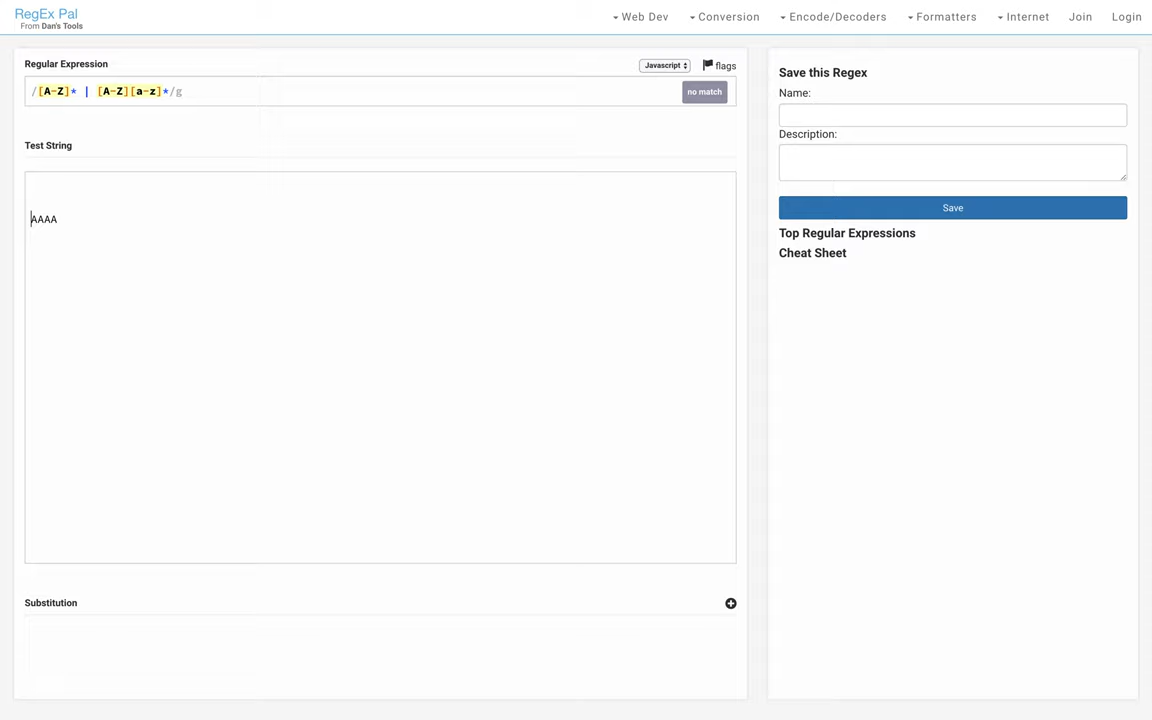 RegEx Pal
From Dan's Tools
Web Dev
Conversion
Encode/Decoders
Formatters
Internet
Join
Login
Regular Expression
Javascript
flags
/[A-Z]* | [A-Z][a-z]*/g
no match
Test String
AAAA
Substitution
Save this Regex
Name:
Description:
Save
Top Regular Expressions
Cheat Sheet